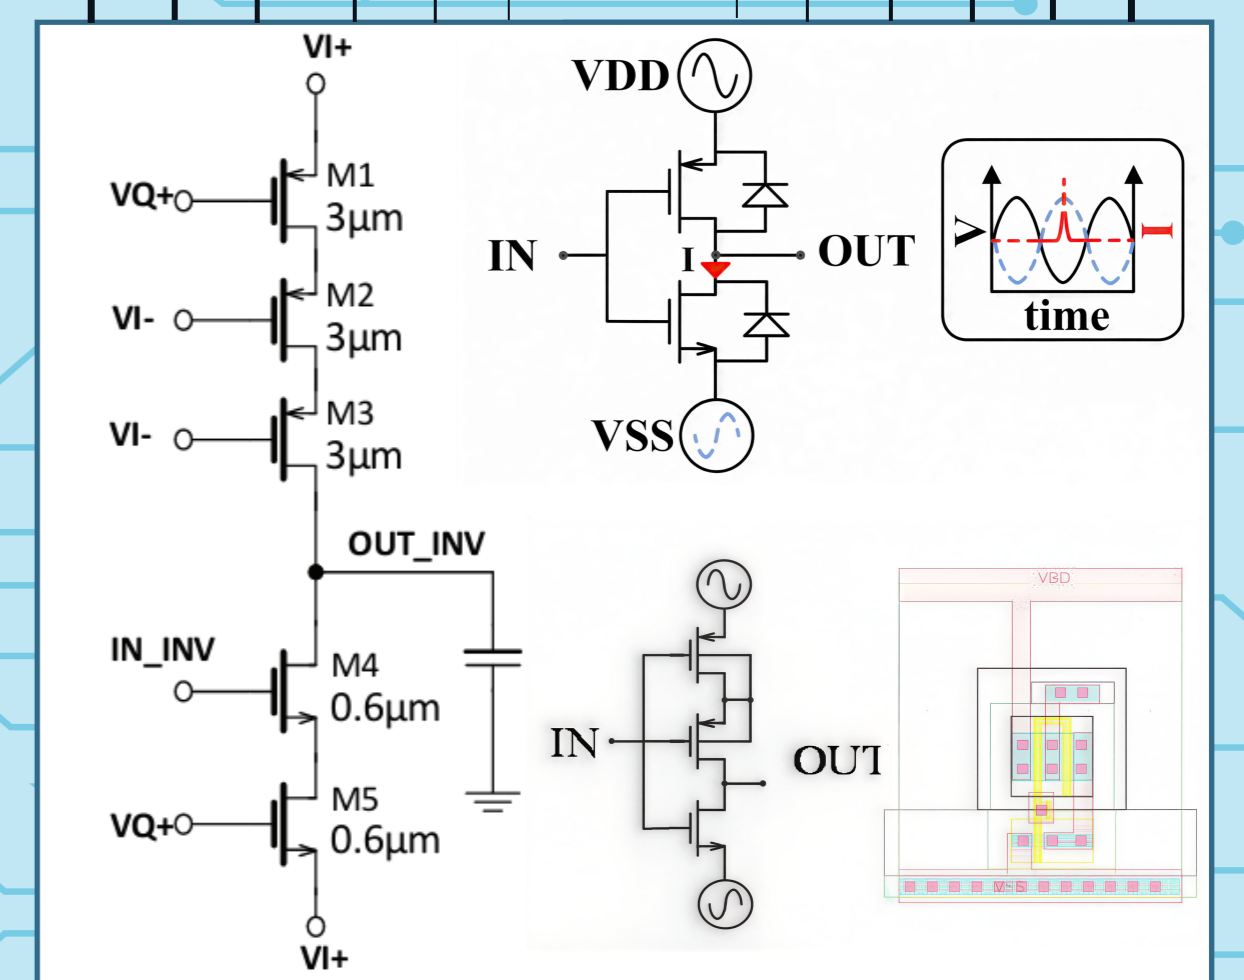 VI+
VQ+
M1
3µm
VI-
M2
3µm
VI-
M3
3µm
OUT_INV
IN_INV
M4
0.6µm
VQ+
M5
0.6µm
VI+
VDD
IN
I
OUT
VSS
V
I
time
IN
OUT
VBD
VSS